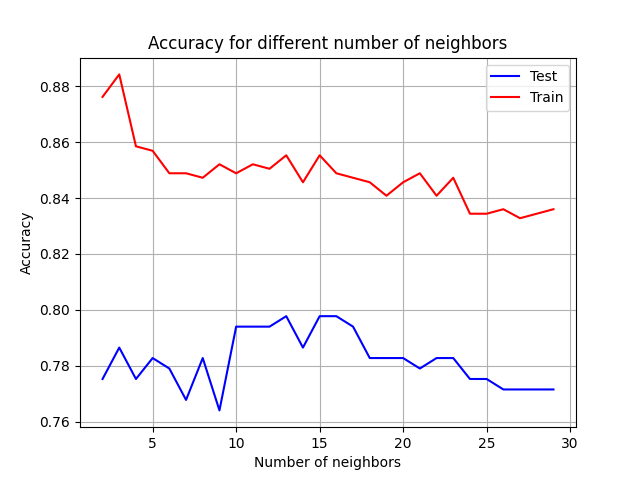 Accuracy for different number of neighbors
Test
Train
0.88
0.86
0.84
0.82
0.80
0.78
0.76
Accuracy
5
10
15
20
25
30
Number of neighbors